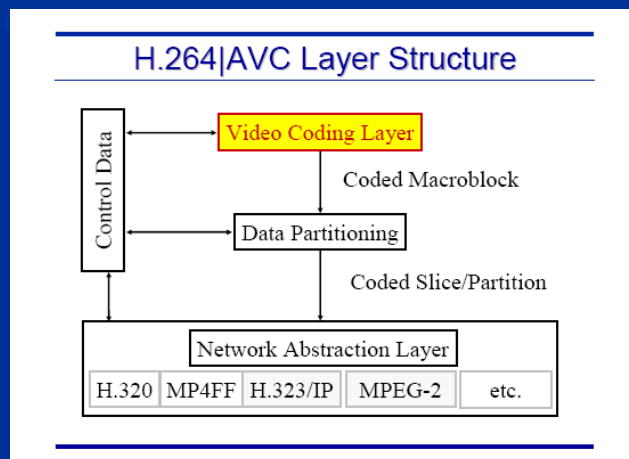 H.264|AVC Layer Structure
Control Data
Video Coding Layer
Coded Macroblock
Data Partitioning
Coded Slice/Partition
Network Abstraction Layer
H.320 MP4FF H.323/IP MPEG-2 etc.